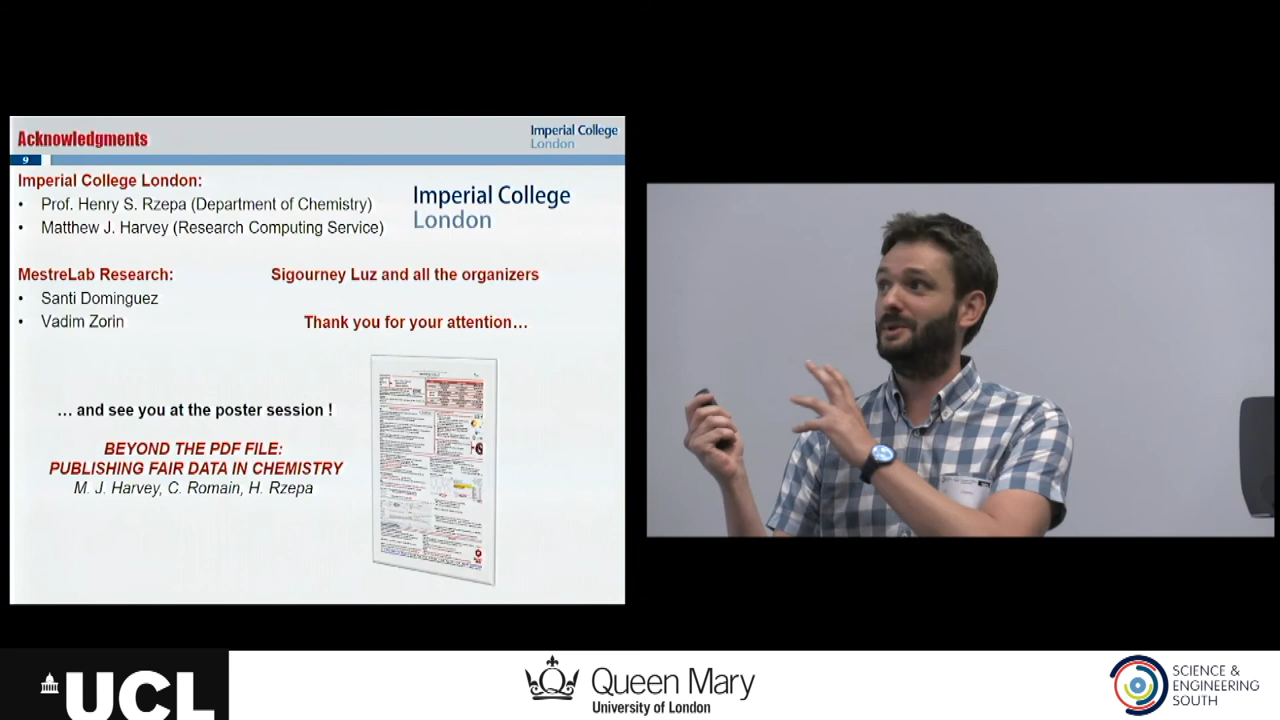 Acknowledgments
Imperial College
London
9
Imperial College London:
• Prof. Henry S. Rzepa (Department of Chemistry)
• Matthew J. Harvey (Research Computing Service)
Imperial College
London
MestreLab Research:
• Santi Dominguez
• Vadim Zorin
Sigourney Luz and all the organizers
Thank you for your attention…
… and see you at the poster session !
BEYOND THE PDF FILE:
PUBLISHING FAIR DATA IN CHEMISTRY
M. J. Harvey, C. Romain, H. Rzepa
UCL
Queen Mary
University of London
SCIENCE &
ENGINEERING
SOUTH